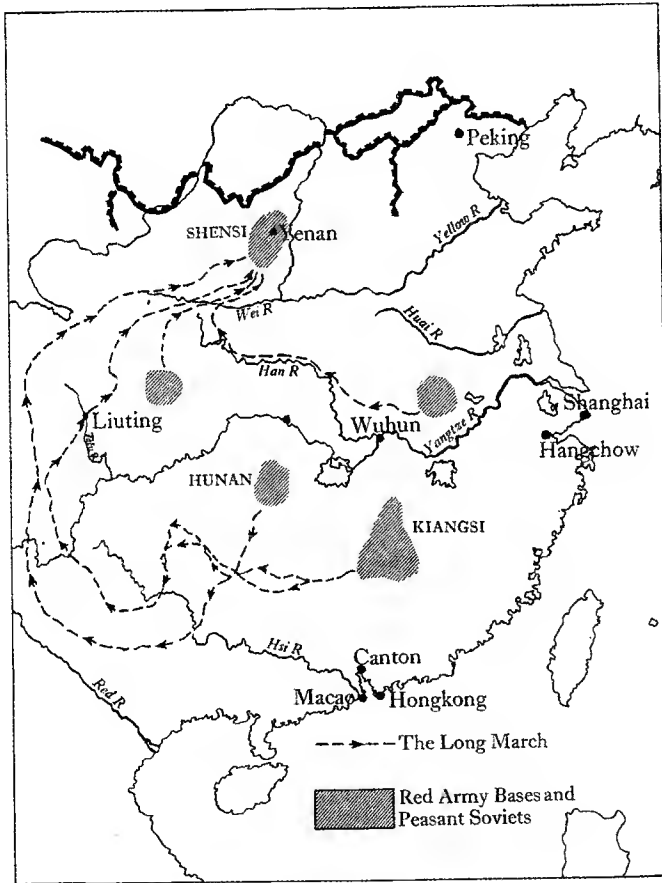 Peking
SHENSI
Yenan
Yellow R
Wei R
Huai R
Han R
Liuting
Wuhun
Yangtze R
Shanghai
Hangchow
HUNAN
KIANGSI
Hsi R
Canton
Red R
Macao
Hongkong
The Long March
Red Army Bases and
Peasant Soviets